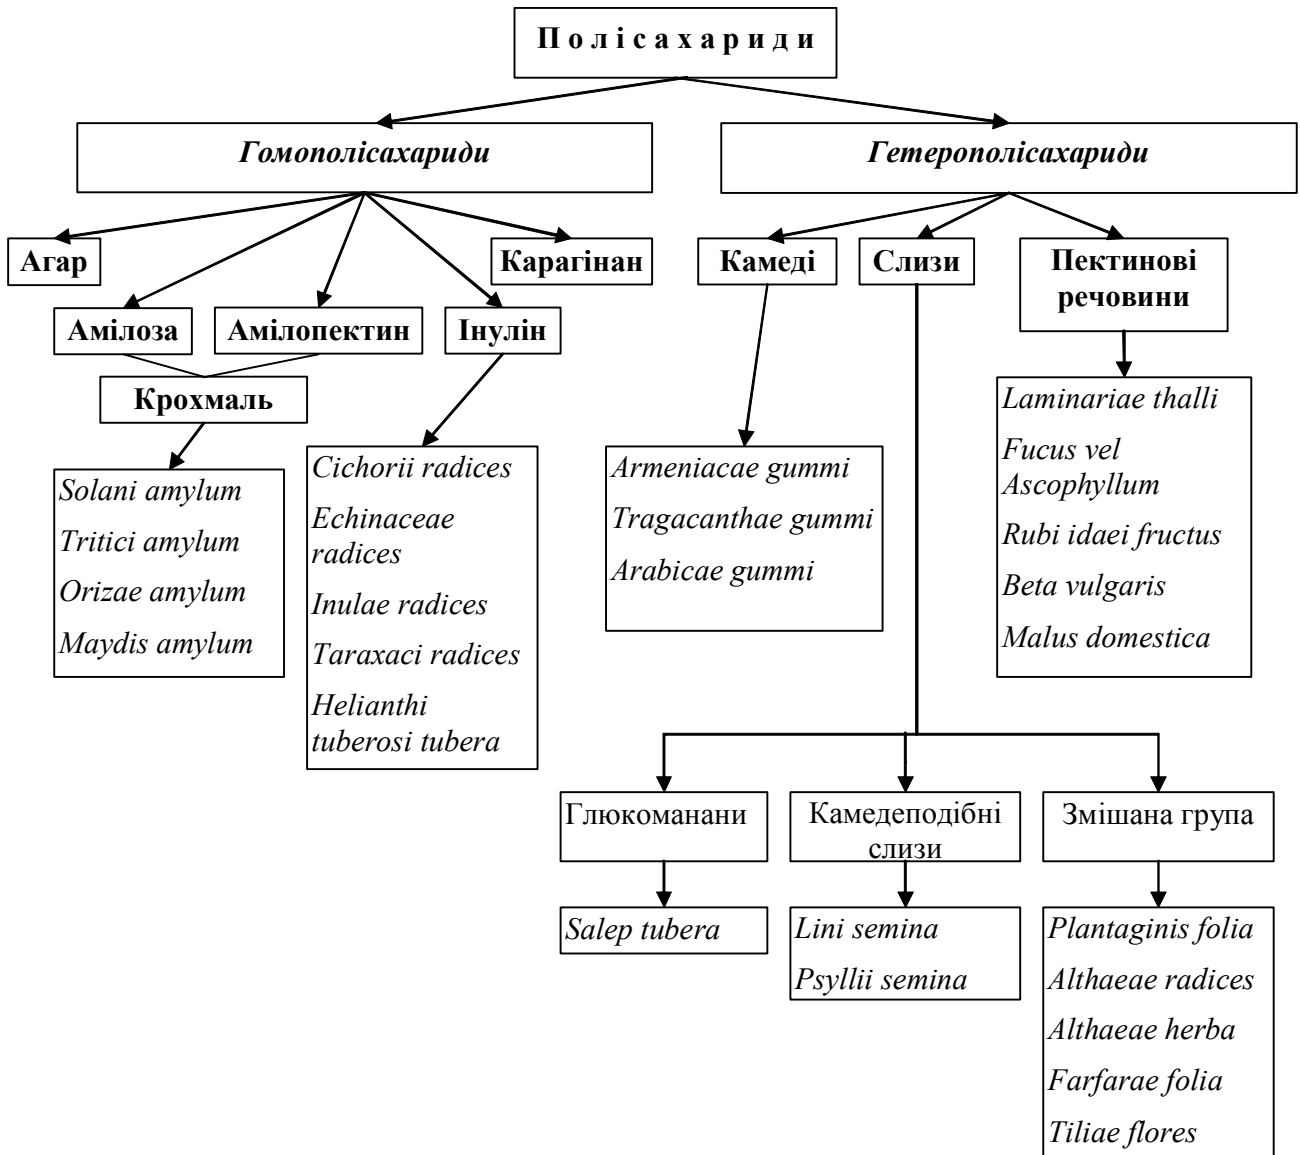 Полісахариди
Гомополісахариди
Гетерополісахариди
Агар
Карагінан
Камеді
Слизи
Пектинові
речовини
Амілоза
Амілопектин
Інулін
Крохмаль
Solani amylum
Tritici amylum
Orizae amylum
Maydis amylum
Cichorii radices
Echinaceae
radices
Inulae radices
Taraxaci radices
Helianthi
tuberosi tubera
Armeniacae gummi
Tragacanthae gummi
Arabicae gummi
Laminariae thalli
Fucus vel
Ascophyllum
Rubi idaei fructus
Beta vulgaris
Malus domestica
Глюкоманани
Камедеподібні
слизи
Змішана група
Salep tubera
Lini semina
Psyllii semina
Plantaginis folia
Althaeae radices
Althaeae herba
Farfarae folia
Tiliae flores